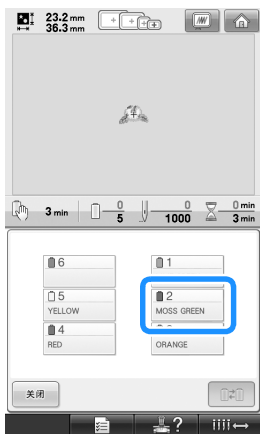 23.2 mm
36.3 mm
3 min
0
5
0
1000
0 min
3 min
6
1
5
YELLOW
2
MOSS GREEN
4
RED
ORANGE
关闭
?